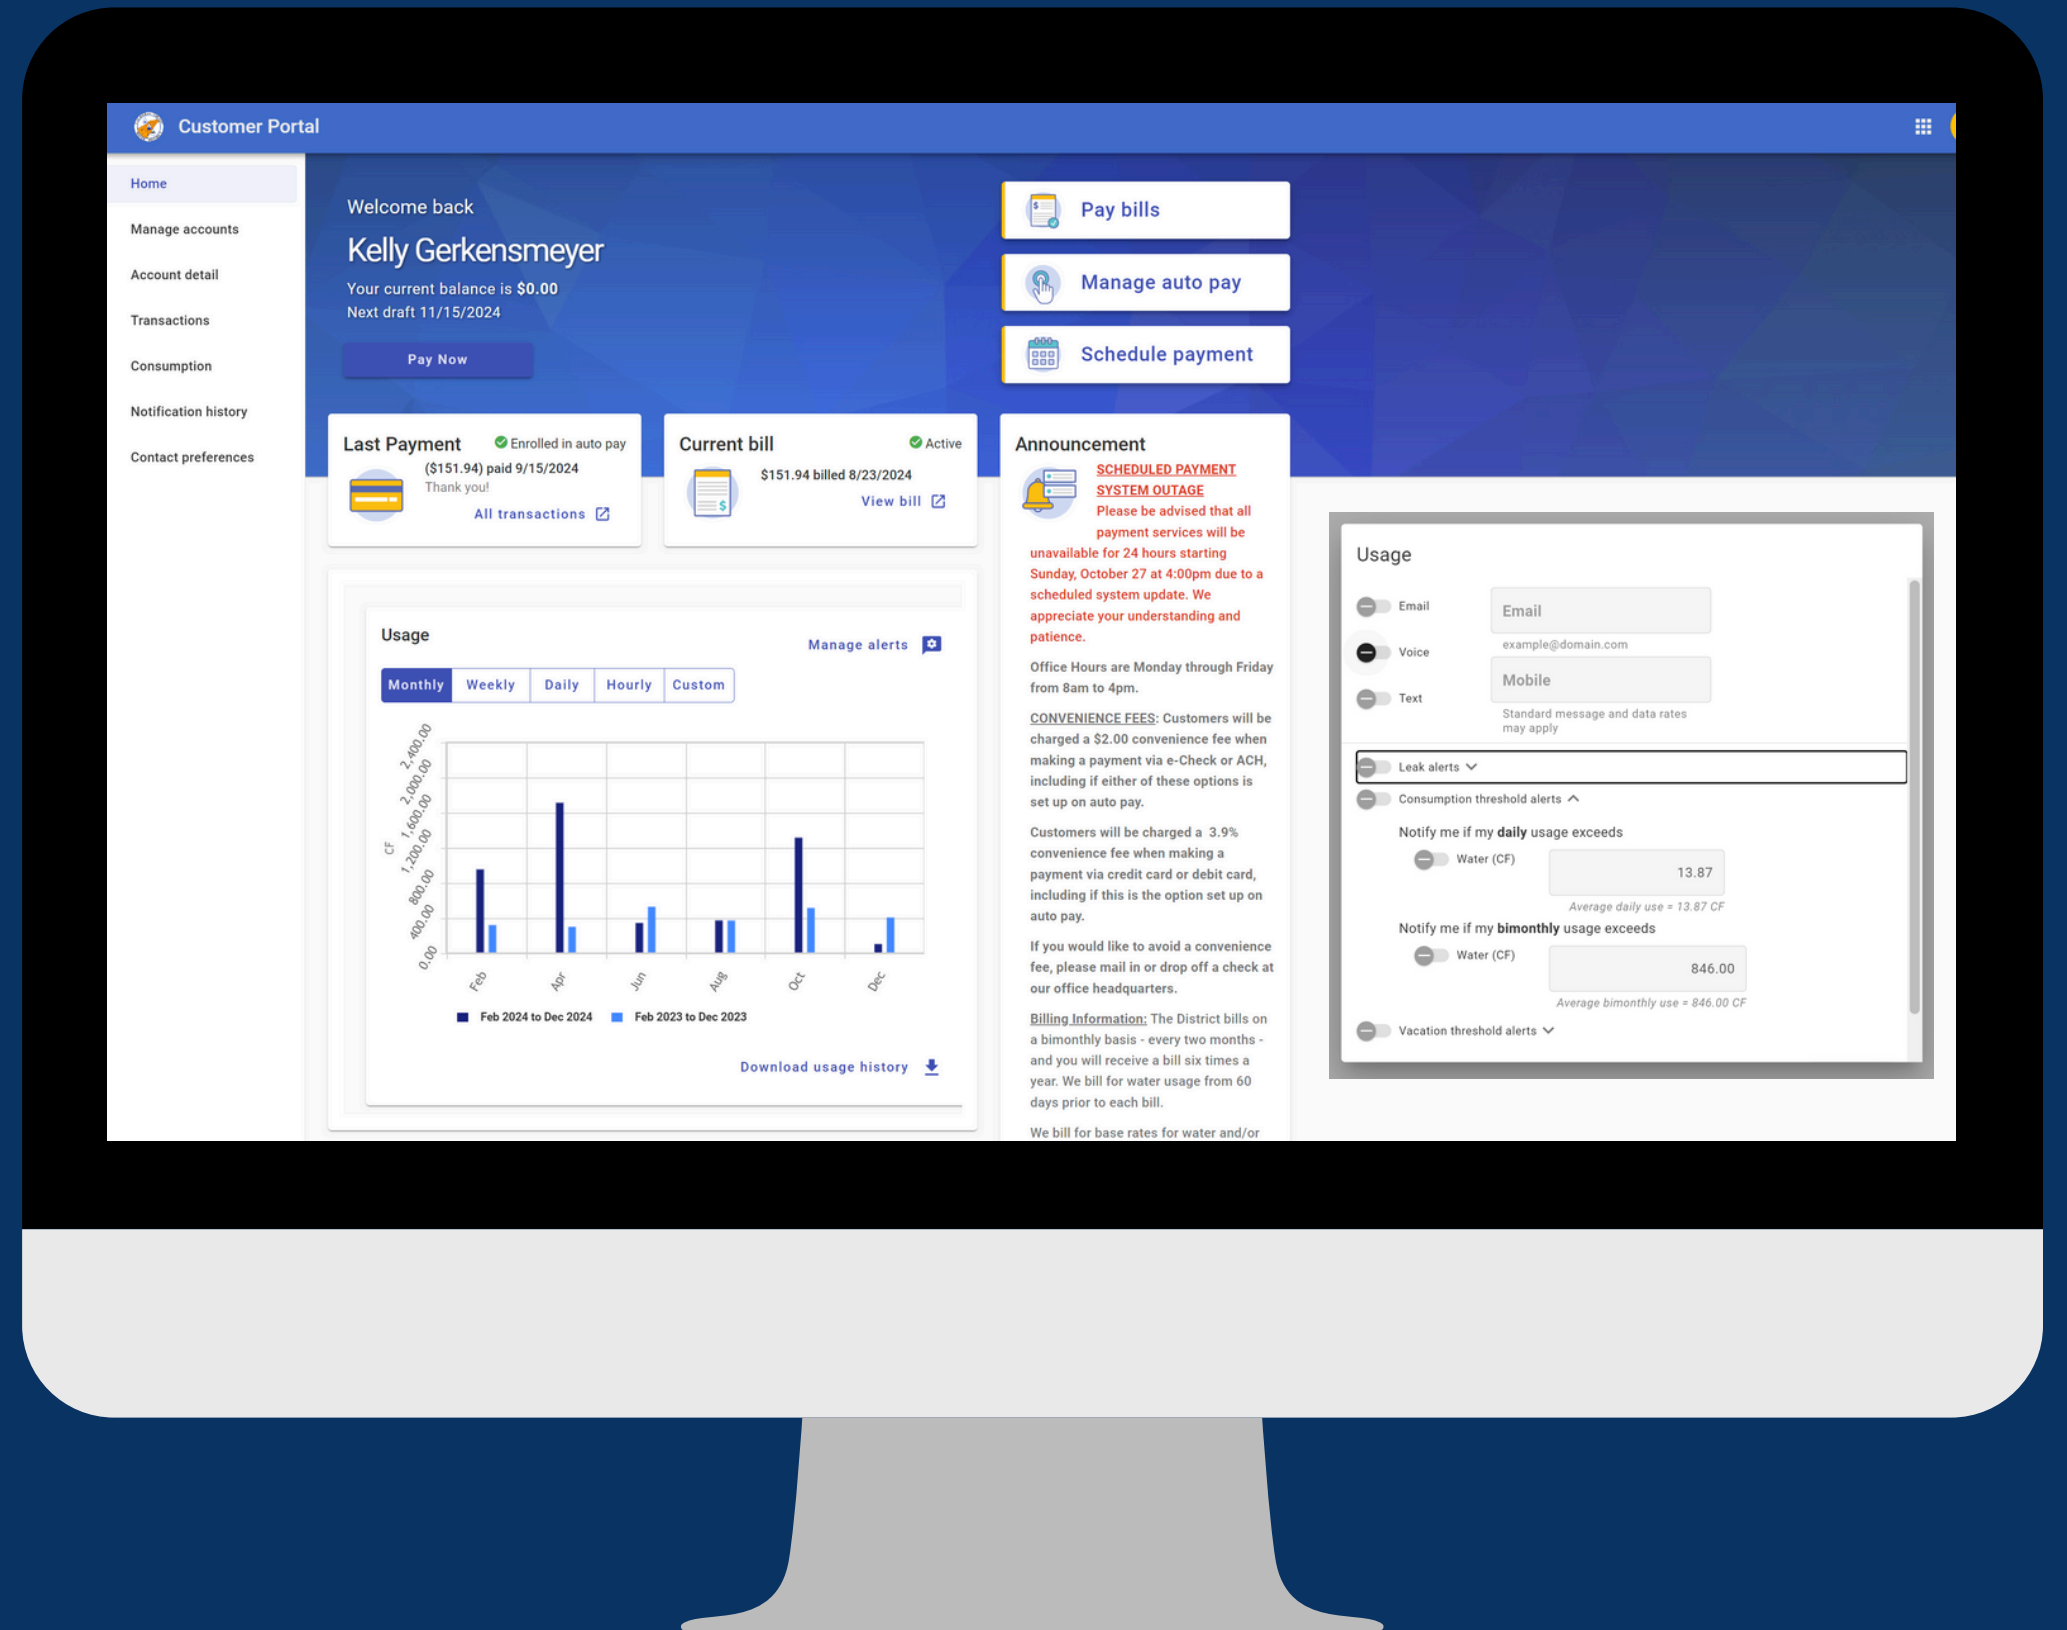 Customer Portal
Home
Manage accounts
Account detail
Transactions
Consumption
Notification history
Contact preferences
Welcome back
Kelly Gerkensmeyer
Your current balance is $0.00
Next draft 11/15/2024
Pay Now
Pay bills
Manage auto pay
Schedule payment
Last Payment
Enrolled in auto pay
($151.94) paid 9/15/2024
Thank you!
All transactions
Current bill
Active
$151.94 billed 8/23/2024
View bill
Usage
Manage alerts
Monthly Weekly Daily Hourly Custom
CF
2,400.00
2,000.00
1,600.00
1,200.00
800.00
400.00
0.00
Feb Apr Jun Aug Oct Dec
Feb 2024 to Dec 2024 Feb 2023 to Dec 2023
Download usage history
Announcement
SCHEDULED PAYMENT
SYSTEM OUTAGE
Please be advised that all
payment services will be
unavailable for 24 hours starting
Sunday, October 27 at 4:00pm due to a
scheduled system update. We
appreciate your understanding and
patience.
Office Hours are Monday through Friday
from 8am to 4pm.
CONVENIENCE FEES: Customers will be
charged a $2.00 convenience fee when
making a payment via e-Check or ACH,
including if either of these options is
set up on auto pay.
Customers will be charged a 3.9%
convenience fee when making a
payment via credit card or debit card,
including if this is the option set up on
auto pay.
If you would like to avoid a convenience
fee, please mail in or drop off a check at
our office headquarters.
Billing Information: The District bills on
a bimonthly basis - every two months -
and you will receive a bill six times a
year. We bill for water usage from 60
days prior to each bill.
We bill for base rates for water and/or
Usage
Email
Email
example@domain.com
Voice
Mobile
Text
Standard message and data rates
may apply
Leak alerts
Consumption threshold alerts
Notify me if my daily usage exceeds
Water (CF)
13.87
Average daily use = 13.87 CF
Notify me if my bimonthly usage exceeds
Water (CF)
846.00
Average bimonthly use = 846.00 CF
Vacation threshold alerts